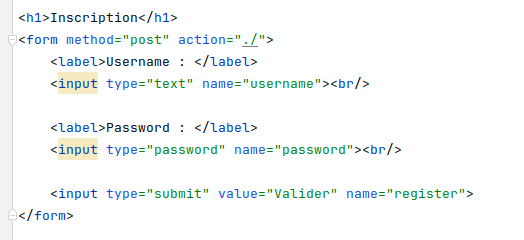 <h1>Inscription</h1>
<form method="post" action="./">
<label>Username : </label>
<input type="text" name="username"><br/>
<label>Password : </label>
<input type="password" name="password"><br/>
<input type="submit" value="Valider" name="register">
</form>